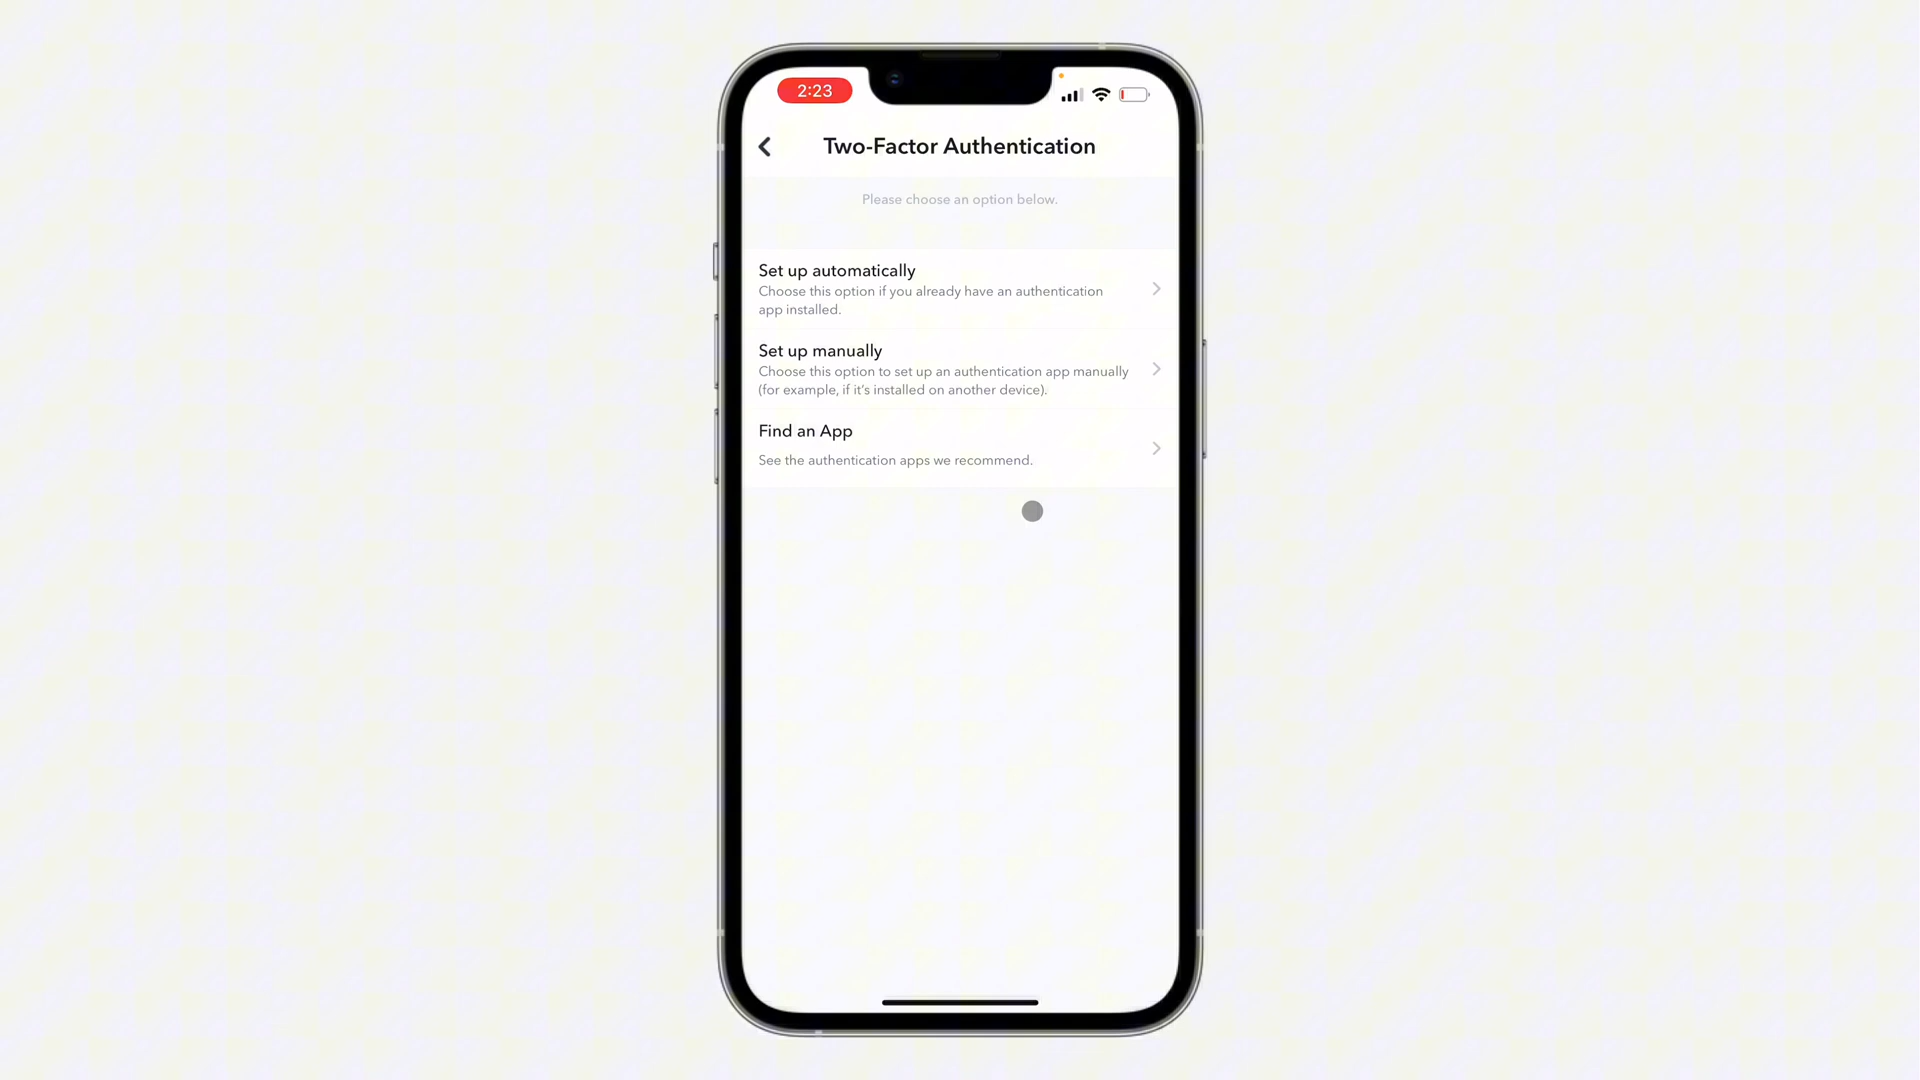 2:23
Two-Factor Authentication
Please choose an option below.
Set up automatically
Choose this option if you already have an authentication
app installed.
Set up manually
Choose this option to set up an authentication app manually
(for example, if it’s installed on another device).
Find an App
See the authentication apps we recommend.